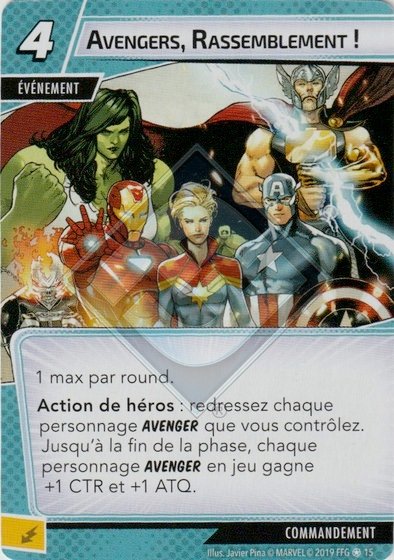 4
AVENGERS, RASSEMBLEMENT !
ÉVÉNEMENT
A
1 max par round.
Action de héros : redressez chaque
personnage AVENGER que vous contrôlez.
Jusqu'à la fin de la phase, chaque
personnage AVENGER en jeu gagne
+1 CTR et +1 ATQ.
COMMANDEMENT
Illus. Javier Pina © MARVEL © 2019 FFG 15